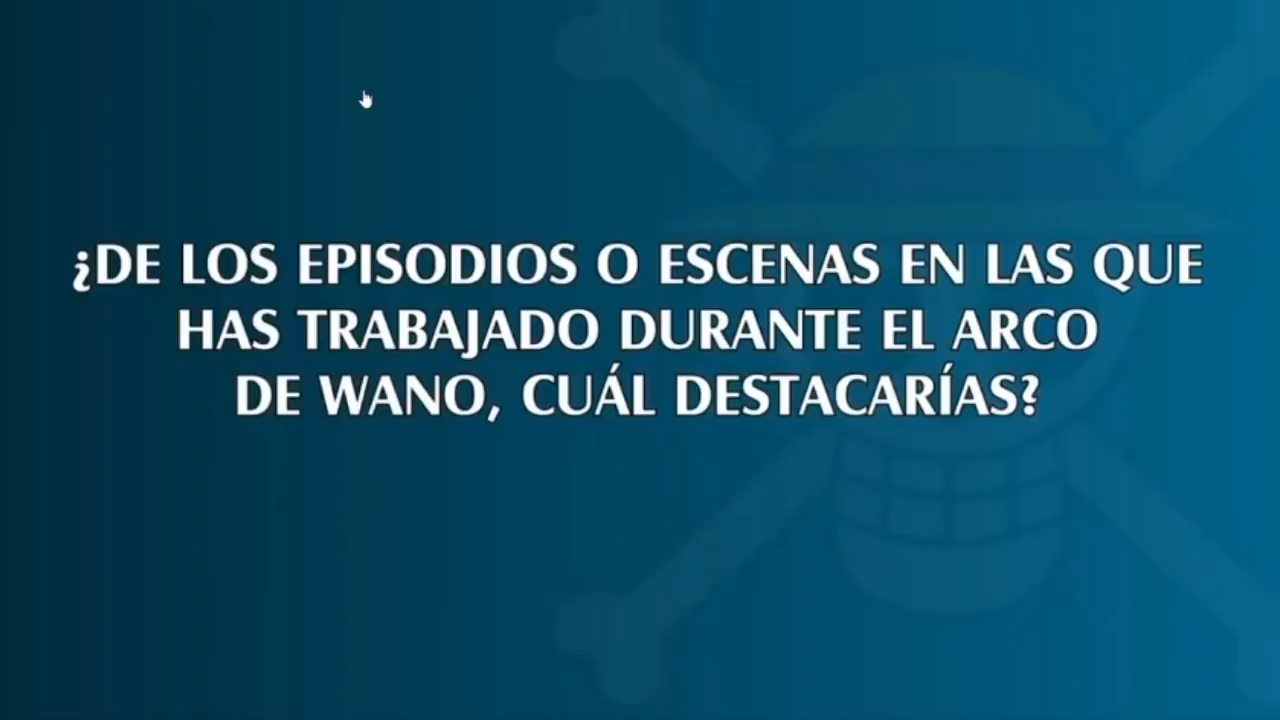 ¿DE LOS EPISODIOS O ESCENAS EN LAS QUE
HAS TRABAJADO DURANTE EL ARCO
DE WANO, CUÁL DESTACARÍAS?